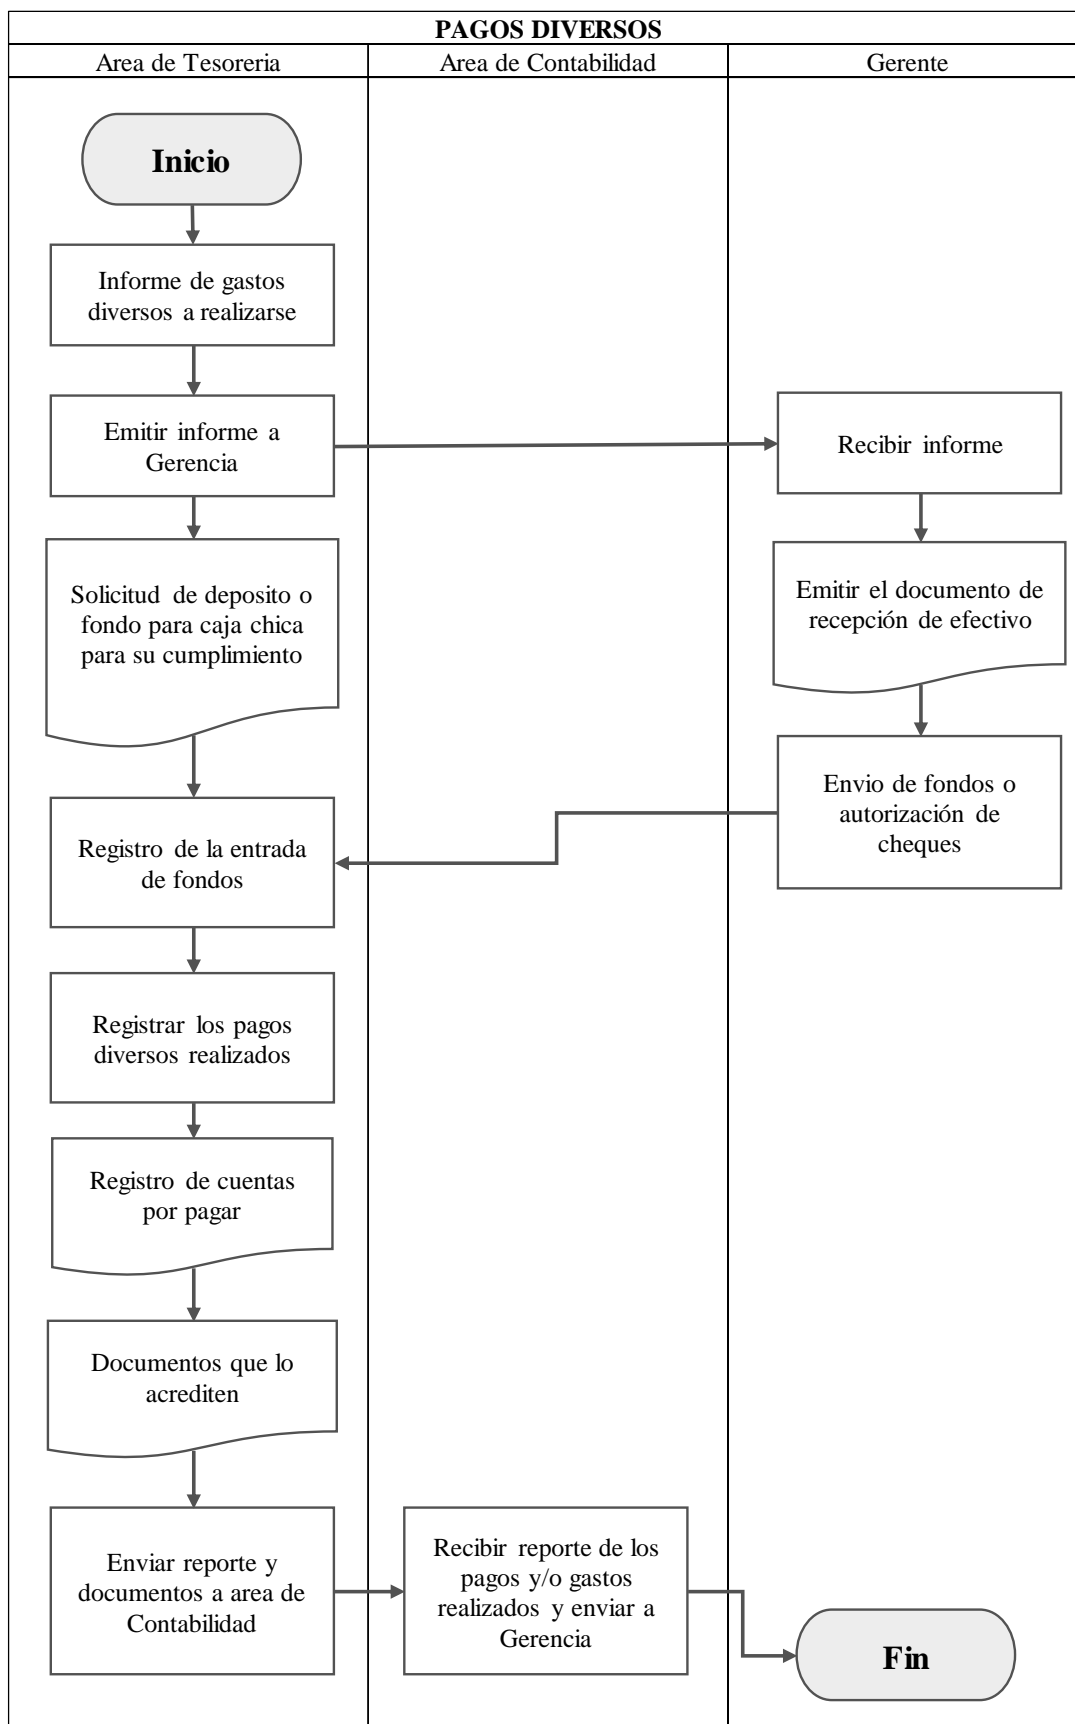 PAGOS DIVERSOS
Area de Tesoreria
Area de Contabilidad
Gerente
Inicio
Informe de gastos
diversos a realizarse
Emitir informe a
Gerencia
Recibir informe
Solicitud de deposito o
fondo para caja chica
para su cumplimiento
Emitir el documento de
recepción de efectivo
Envio de fondos o
autorización de
cheques
Registro de la entrada
de fondos
Registrar los pagos
diversos realizados
Registro de cuentas
por pagar
Documentos que lo
acrediten
Enviar reporte y
documentos a area de
Contabilidad
Recibir reporte de los
pagos y/o gastos
realizados y enviar a
Gerencia
Fin